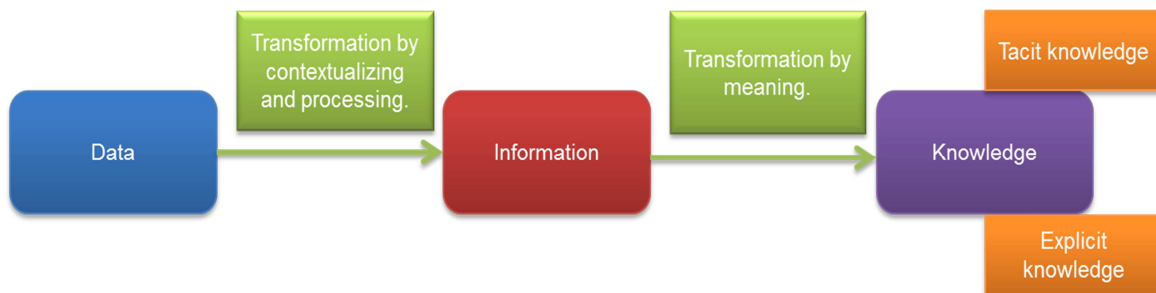 Transformation by
contextualizing
and processing.
Transformation by
meaning.
Tacit knowledge
Data
Information
Knowledge
Explicit
knowledge